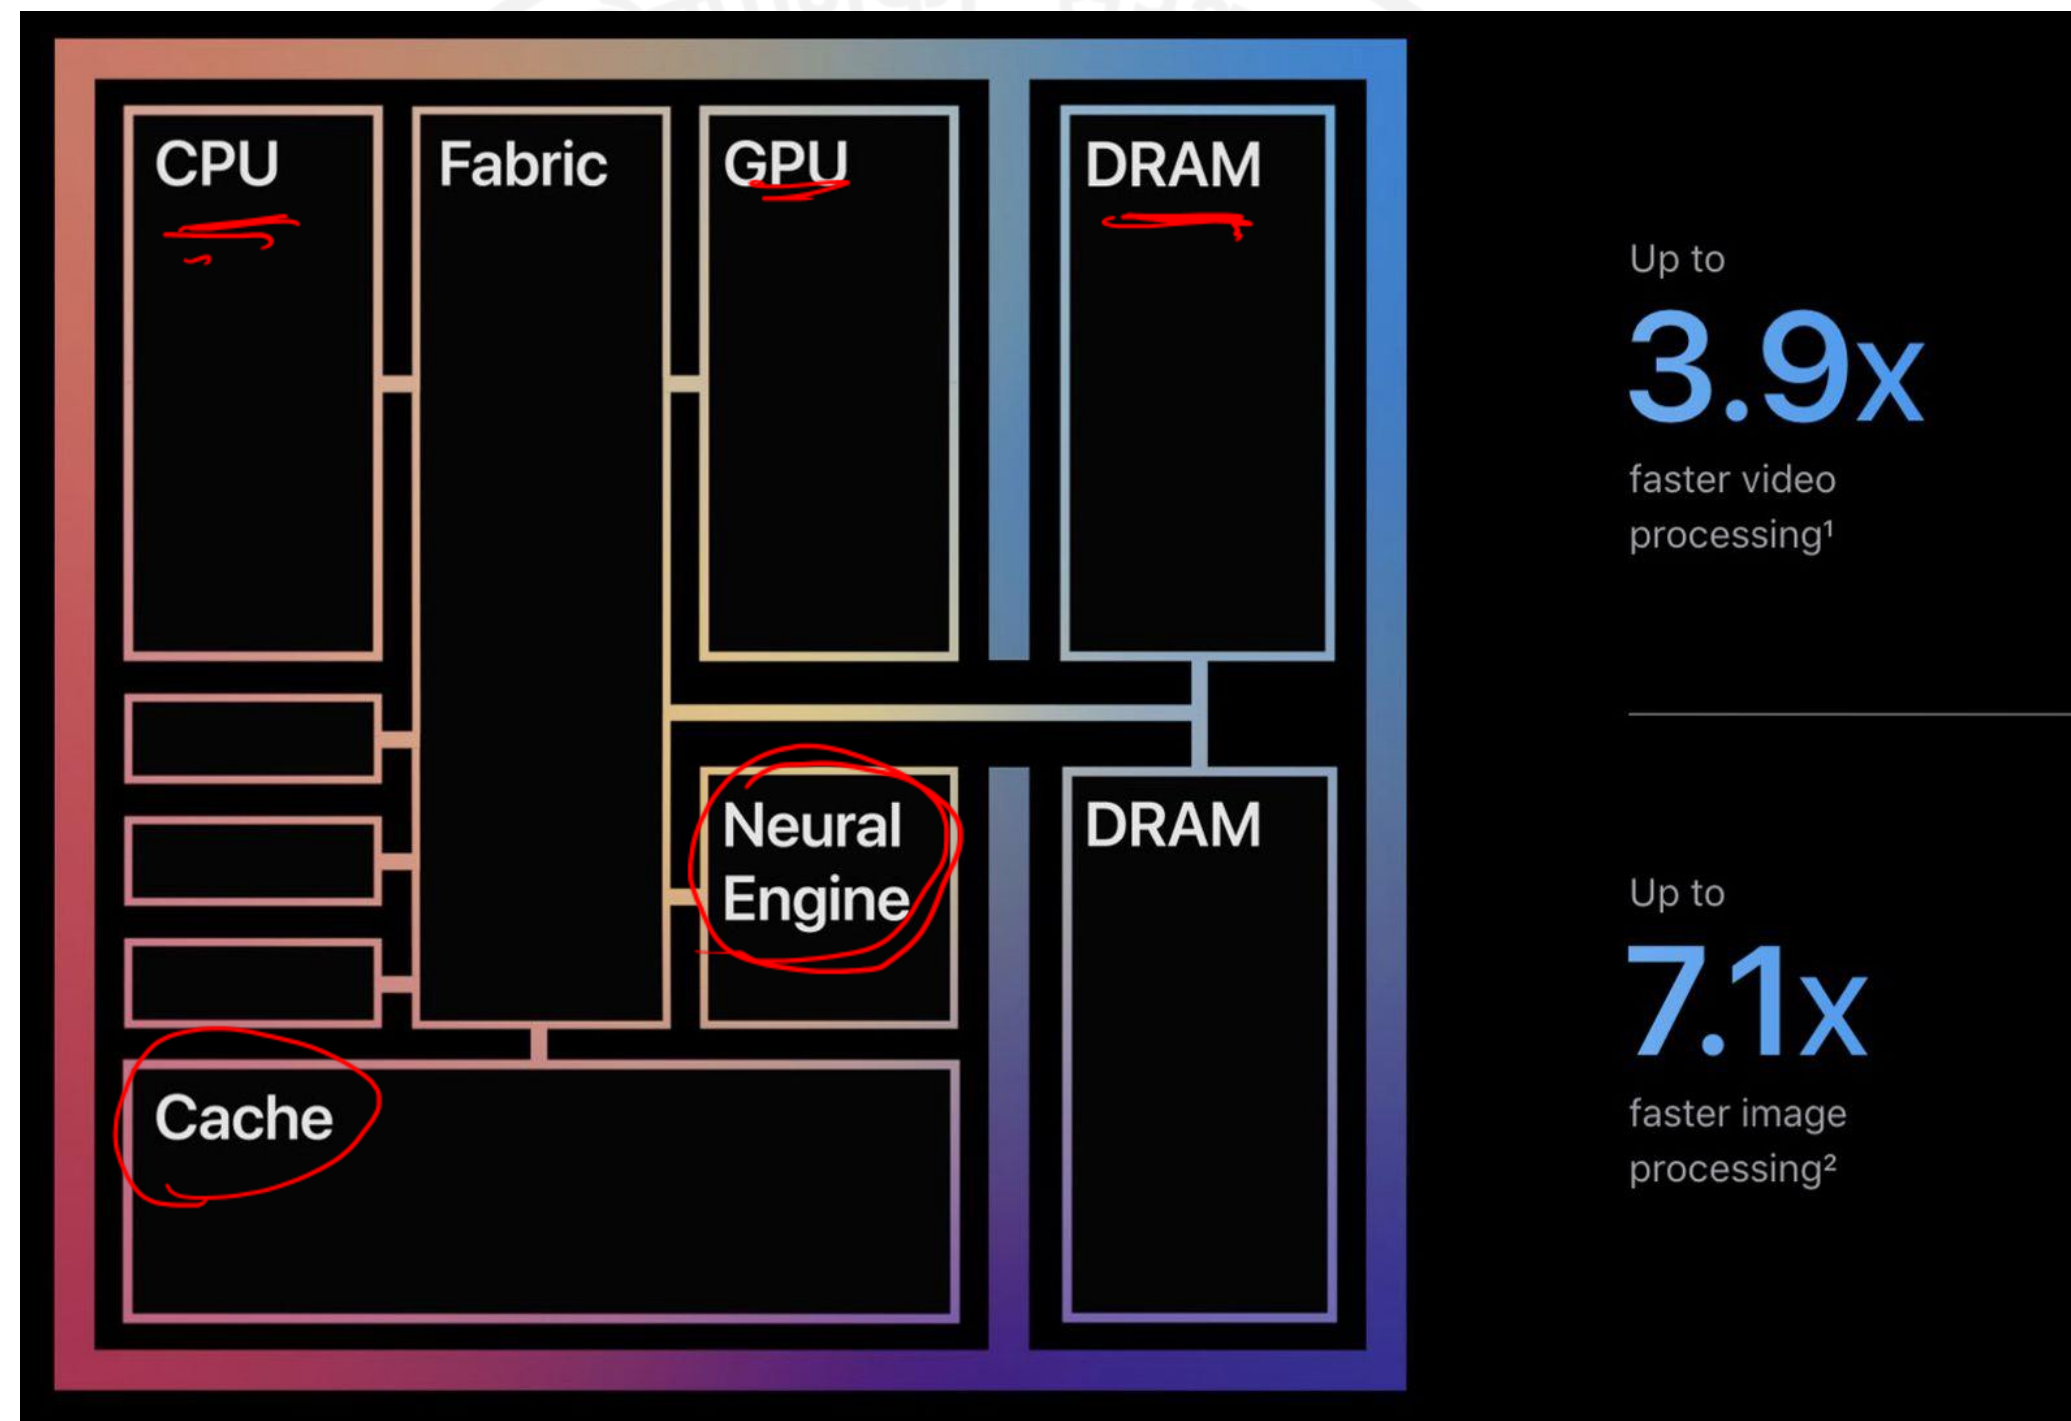 CPU
Fabric
GPU
DRAM
Neural
Engine
DRAM
Cache
Up to
3.9x
faster video
processing¹
Up to
7.1x
faster image
processing²